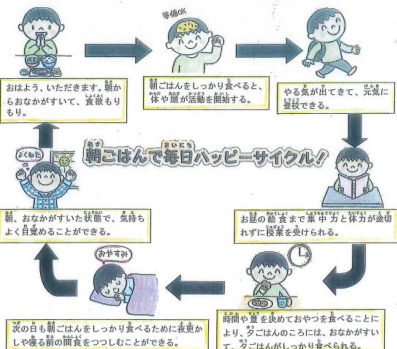 準備OK
おはよう、いただきます。朝か
らおなかがすいて、食欲もり
もり。
朝ごはんをしっかり食べると、
体や頭が活動を開始する。
やる気が出てきて、元気に
登校できる。
朝ごはんで毎日ハッピーサイクル!
よくねた
朝、おなかがすいた状態で、気持ち
よく目覚めることができる。
お昼の給食まで集中力と体力が途切
れずに授業を受けられる。
おやすみ
次の日も朝ごはんをしっかり食べるために夜更か
しや寝る前の間食をつつしむことができる。
時間や量を決めておやつを食べることに
より、夕ごはんのころには、おなかがすい
て、夕ごはんがしっかり食べられる。